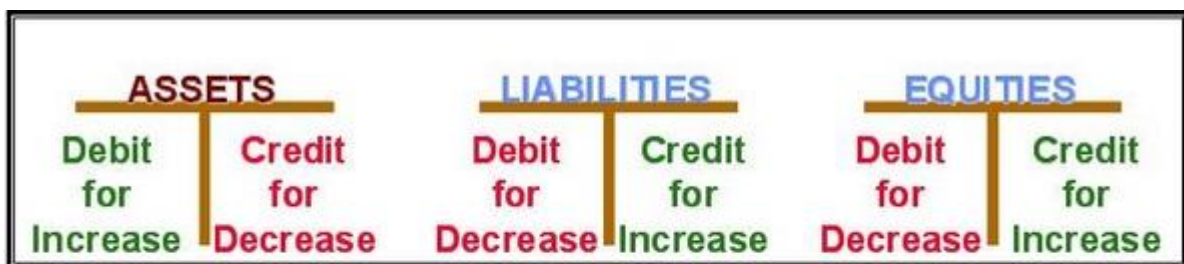 ASSETS
Debit
for
Increase
Credit
for
Decrease
LIABILITIES
Debit
for
Decrease
Credit
for
Increase
EQUITIES
Debit
for
Decrease
Credit
for
Increase